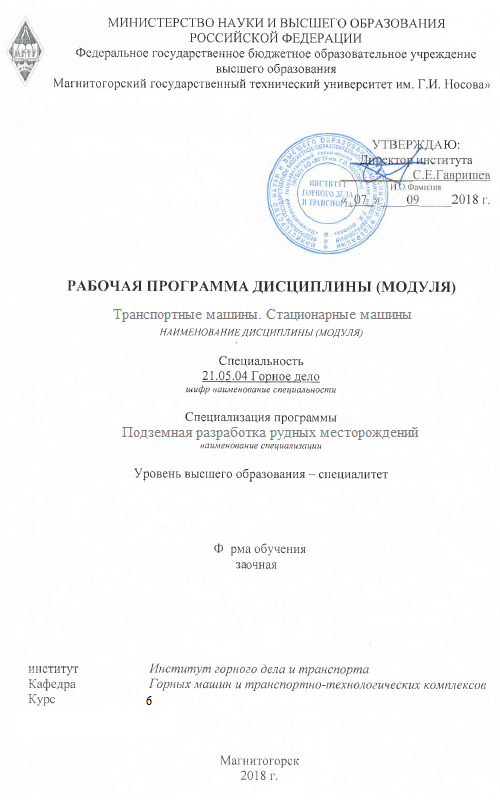 МИНИСТЕРСТВО НАУКИ И ВЫСШЕГО ОБРАЗОВАНИЯ
РОССИЙСКОЙ ФЕДЕРАЦИИ
Федеральное государственное бюджетное образовательное учреждение
высшего образования
Магнитогорский государственный технический университет им. Г.И. Носова»
УТВЕРЖДАЮ:
Директор института
С.Е.Гавришев
И.О Фамилия
« 07 » 09 2018 г.
ИНСТИТУТ
ГОРНОГО ДЕЛА
И ТРАНСПОРТА
РАБОЧАЯ ПРОГРАММА ДИСЦИПЛИНЫ (МОДУЛЯ)
Транспортные машины. Стационарные машины
НАИМЕНОВАНИЕ ДИСЦИПЛИНЫ (МОДУЛЯ)
Специальность
21.05.04 Горное дело
шифр наименование специальности
Специализация программы
Подземная разработка рудных месторождений
наименование специализации
Уровень высшего образования – специалитет
Ф рма обучения
заочная
институт Институт горного дела и транспорта
Кафедра Горных машин и транспортно-технологических комплексов
Курс 6
Магнитогорск
2018 г.